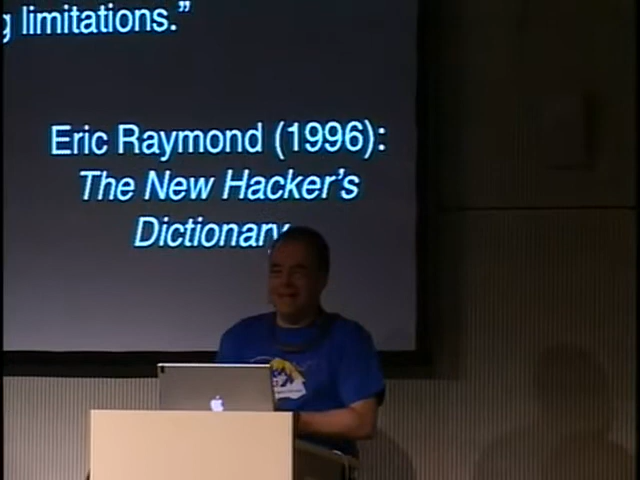 g limitations.”
Eric Raymond (1996):
The New Hacker's
Dictionary